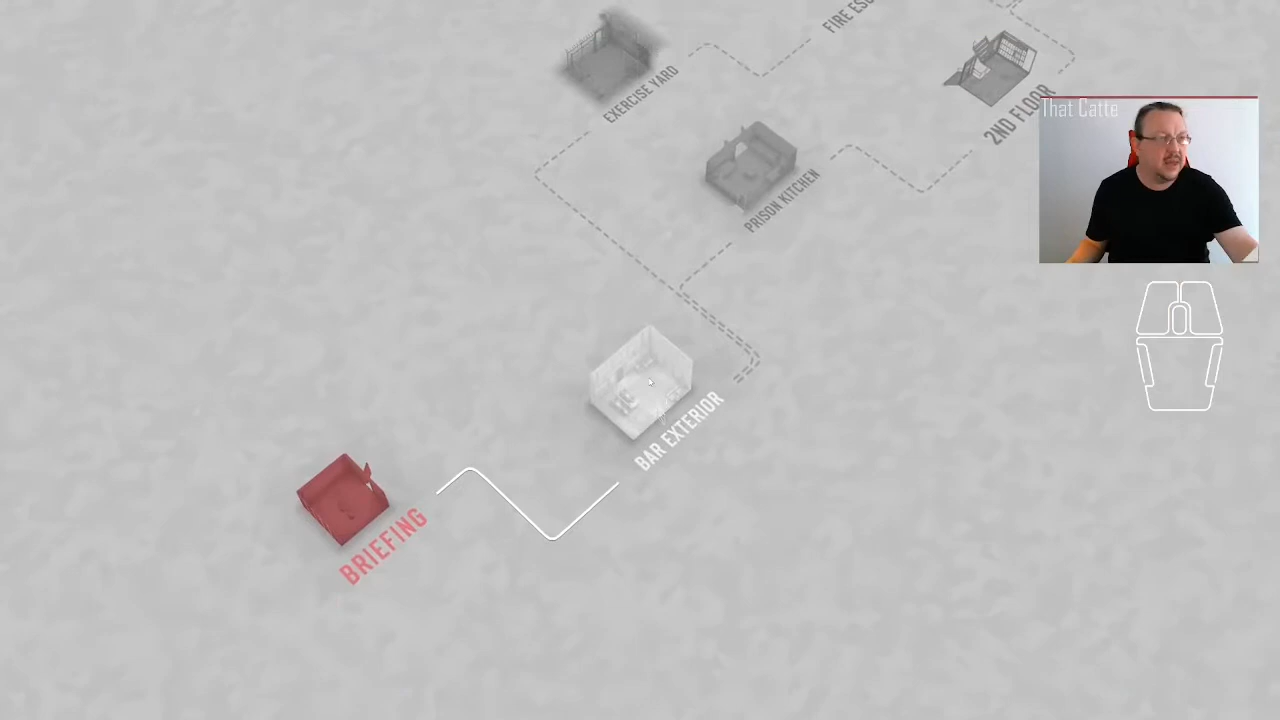 FIRE ESC
EXERCISE YARD
2ND FLOOR
That Catte
PRISON KITCHEN
BAR EXTERIOR
BRIEFING